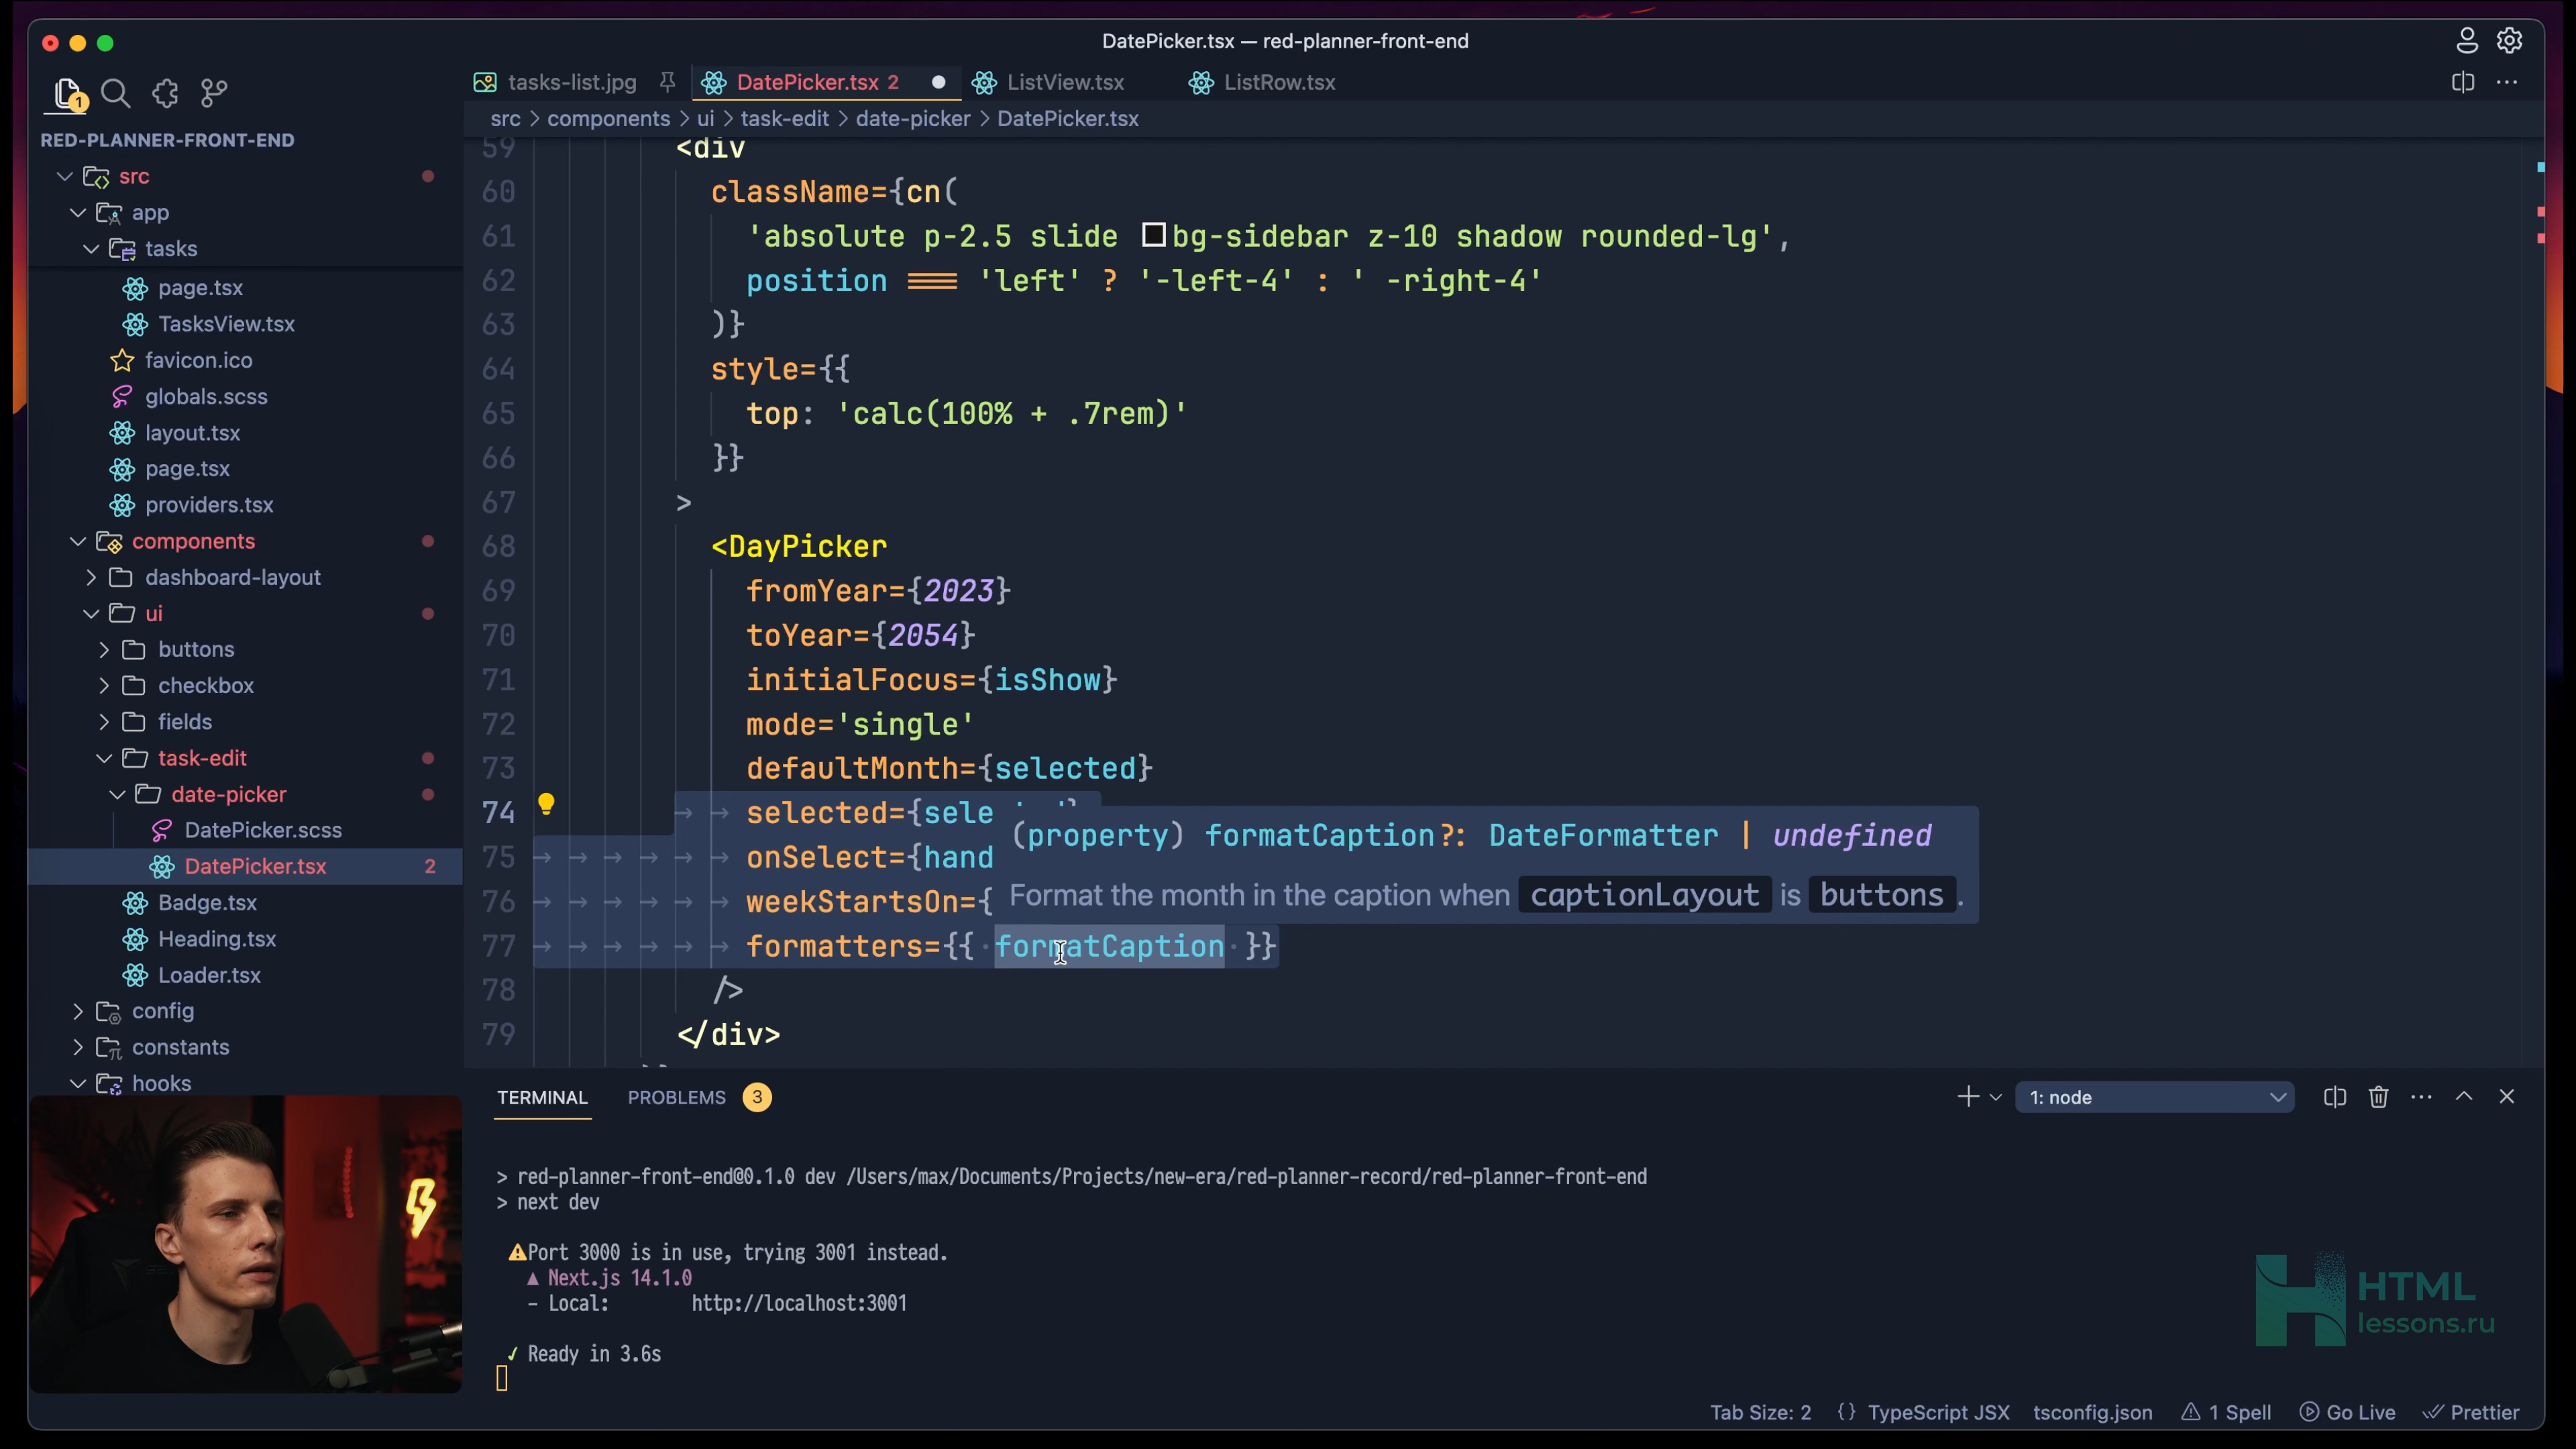 DatePicker.tsx — red-planner-front-end
tasks-list.jpg
DatePicker.tsx 2
ListView.tsx
ListRow.tsx
1
src > components > ui > task-edit > date-picker > DatePicker.tsx
RED-PLANNER-FRONT-END
src
app
tasks
page.tsx
TasksView.tsx
favicon.ico
globals.scss
layout.tsx
page.tsx
providers.tsx
components
dashboard-layout
ui
buttons
checkbox
fields
task-edit
date-picker
DatePicker.scss
DatePicker.tsx 2
Badge.tsx
Heading.tsx
Loader.tsx
config
constants
hooks
59 <div
60 className={cn(
61 'absolute p-2.5 slide bg-sidebar z-10 shadow rounded-lg',
62 position === 'left' ? '-left-4' : ' -right-4'
63 )}
64 style={{
65 top: 'calc(100% + .7rem)'
66 }}
67 >
68 <DayPicker
69 fromYear={2023}
70 toYear={2054}
71 initialFocus={isShow}
72 mode='single'
73 defaultMonth={selected}
74 selected={sele
75 onSelect={hand
76 weekStartsOn={
77 formatters={{ formatCaption }}
78 />
79 </div>
(property) formatCaption?: DateFormatter | undefined
Format the month in the caption when captionLayout is buttons.
TERMINAL
PROBLEMS 3
1: node
> red-planner-front-end@0.1.0 dev /Users/max/Documents/Projects/new-era/red-planner-record/red-planner-front-end
> next dev
⚠Port 3000 is in use, trying 3001 instead.
▲ Next.js 14.1.0
- Local: http://localhost:3001
✓ Ready in 3.6s
HTML
lessons.ru
Tab Size: 2
{} TypeScript JSX
tsconfig.json
1 Spell
Go Live
Prettier